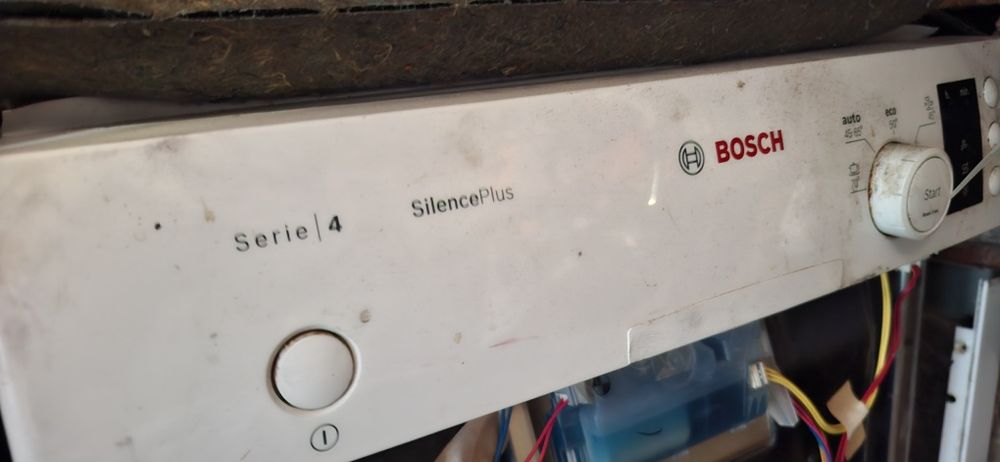 Serie | 4
SilencePlus
BOSCH
auto
eco
Start